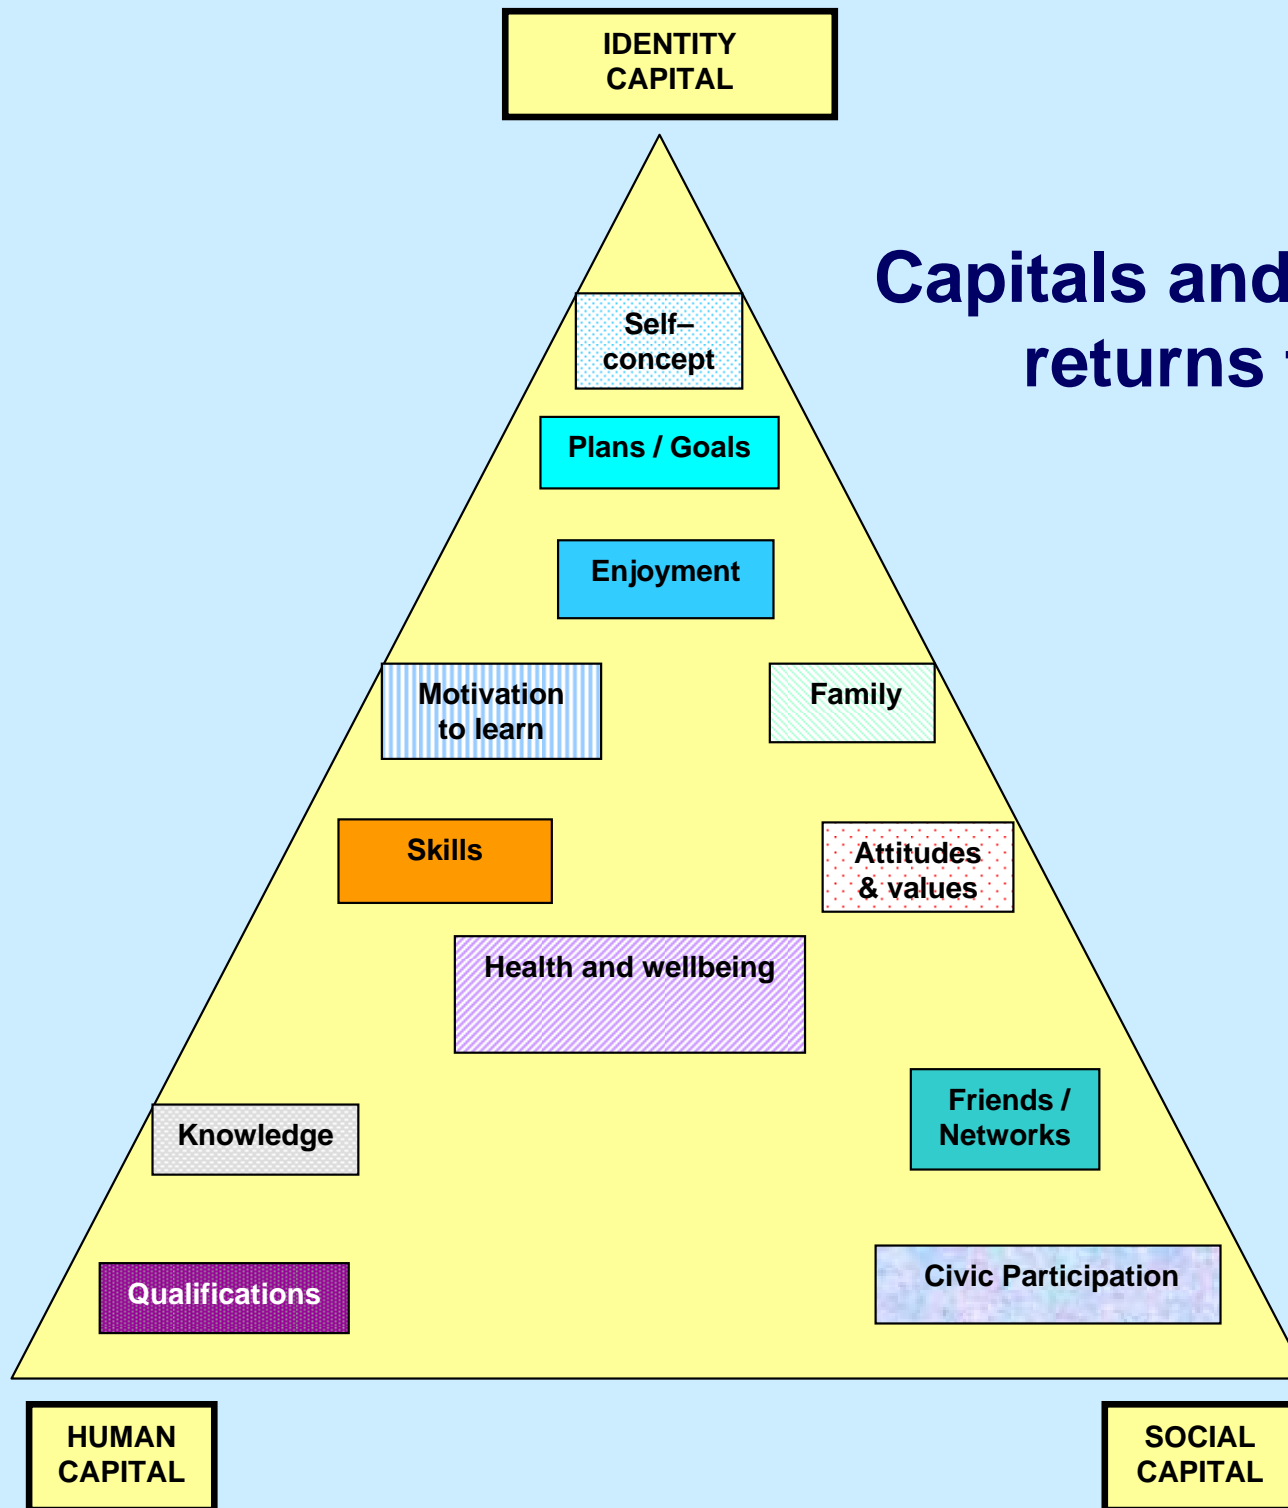 IDENTITY
CAPITAL
Capitals and
returns
Self–
concept
Plans / Goals
Enjoyment
Motivation
to learn
Family
Skills
Attitudes
& values
Health and wellbeing
Friends /
Networks
Knowledge
Civic Participation
Qualifications
HUMAN
CAPITAL
SOCIAL
CAPITAL